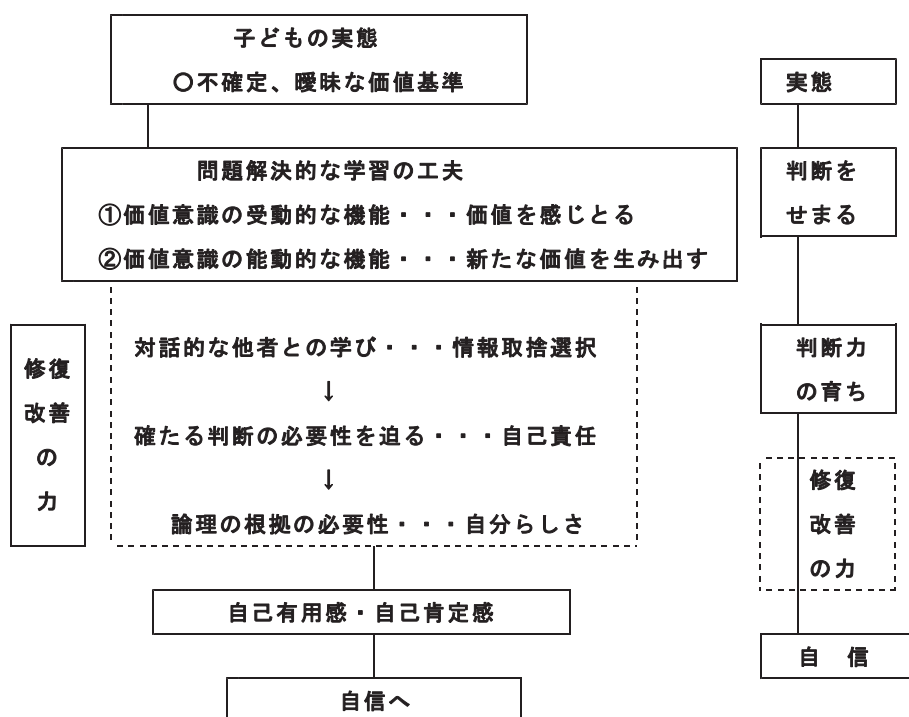 子どもの実態
○不確定、曖昧な価値基準
問題解決的な学習の工夫
①価値意識の受動的な機能・・・価値を感じとる
②価値意識の能動的な機能・・・新たな価値を生み出す
修復
改善
の
力
対話的な他者との学び・・・情報取捨選択
↓
確たる判断の必要性を迫る・・・自己責任
↓
論理の根拠の必要性・・・自分らしさ
自己有用感・自己肯定感
自信へ
実態
判断を
せまる
判断力
の育ち
修復
改善
の力
自　信